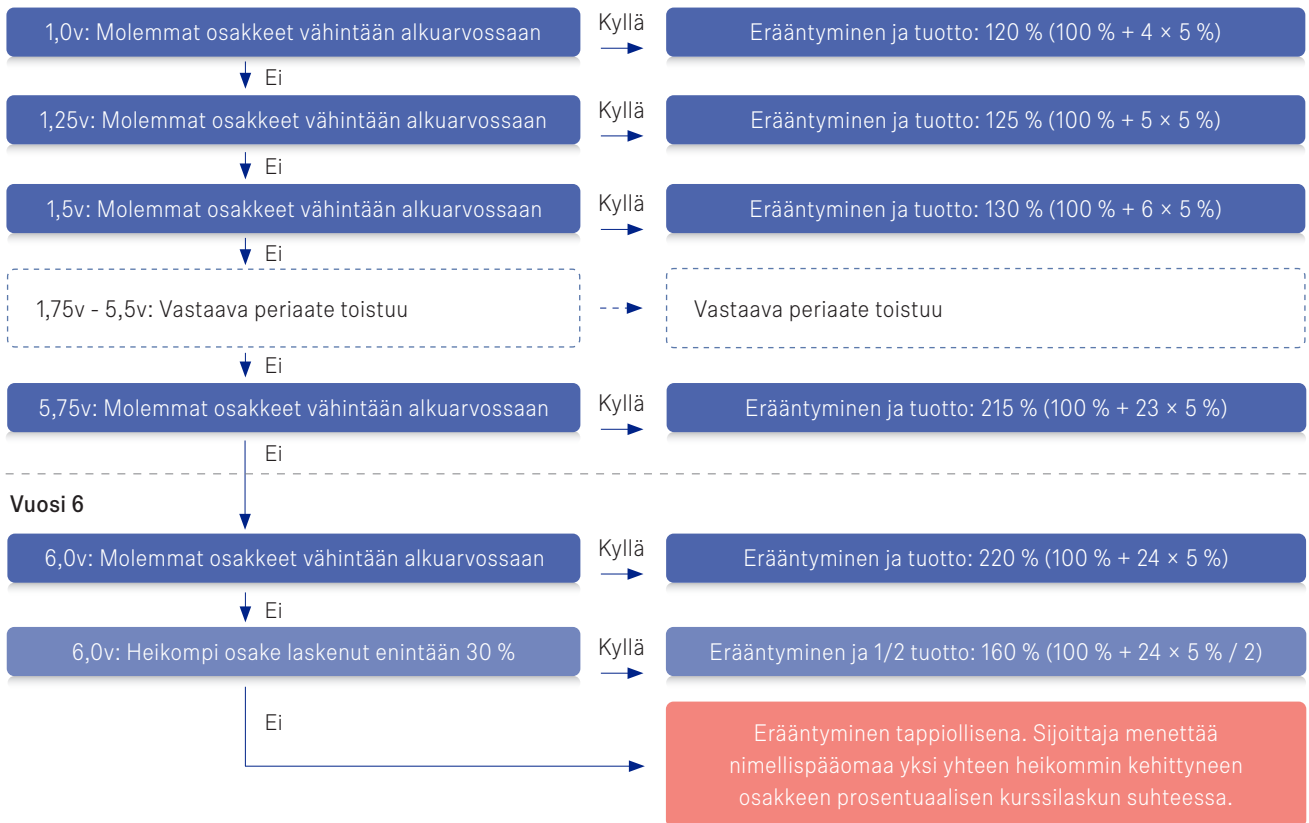 1,0v: Molemmat osakkeet vähintään alkuarvossaan
Kyllä
Erääntyminen ja tuotto: 120 % (100 % + 4 × 5 %)
Ei
1,25v: Molemmat osakkeet vähintään alkuarvossaan
Kyllä
Erääntyminen ja tuotto: 125 % (100 % + 5 × 5 %)
Ei
1,5v: Molemmat osakkeet vähintään alkuarvossaan
Kyllä
Erääntyminen ja tuotto: 130 % (100 % + 6 × 5 %)
Ei
1,75v - 5,5v: Vastaava periaate toistuu
Vastaava periaate toistuu
Ei
5,75v: Molemmat osakkeet vähintään alkuarvossaan
Kyllä
Erääntyminen ja tuotto: 215 % (100 % + 23 × 5 %)
Ei
Vuosi 6
6,0v: Molemmat osakkeet vähintään alkuarvossaan
Kyllä
Erääntyminen ja tuotto: 220 % (100 % + 24 × 5 %)
Ei
6,0v: Heikompi osake laskenut enintään 30 %
Kyllä
Erääntyminen ja 1/2 tuotto: 160 % (100 % + 24 × 5 % / 2)
Ei
Erääntyminen tappiollisena. Sijoittaja menettää
nimellispääomaa yksi yhteen heikommin kehittyneen
osakkeen prosentuaalisen kurssilaskun suhteessa.